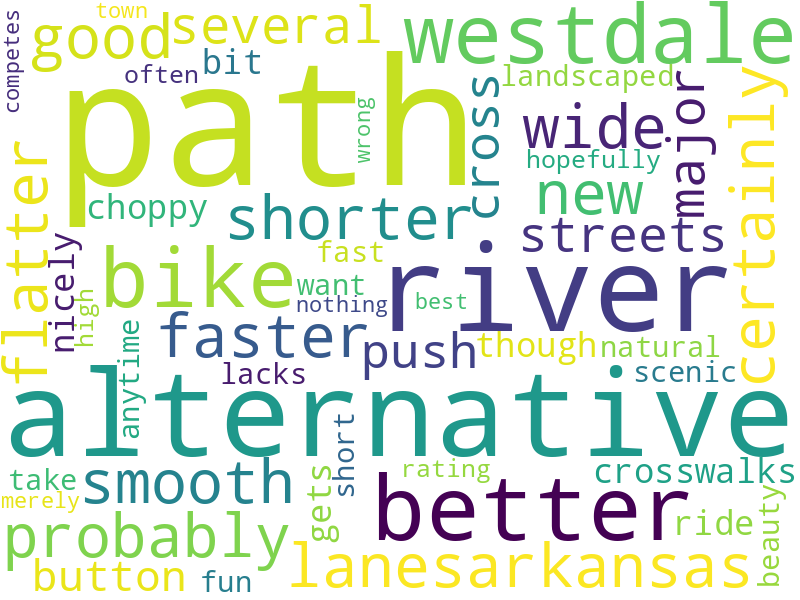 town
competes
good
several
westdale
often
bit
landscaped
path
wrong
cross
wide
major
certainly
hopefully
flatter
choppy
shorter
new
streets
nicely
high
bike
fast
want
nothing
river
best
faster
push
though
natural
anytime
lacks
scenic
alternative
take
smooth
short
gets
rating
crosswalks
merely
better
ride
beauty
probably
button
fun
lanesarkansas